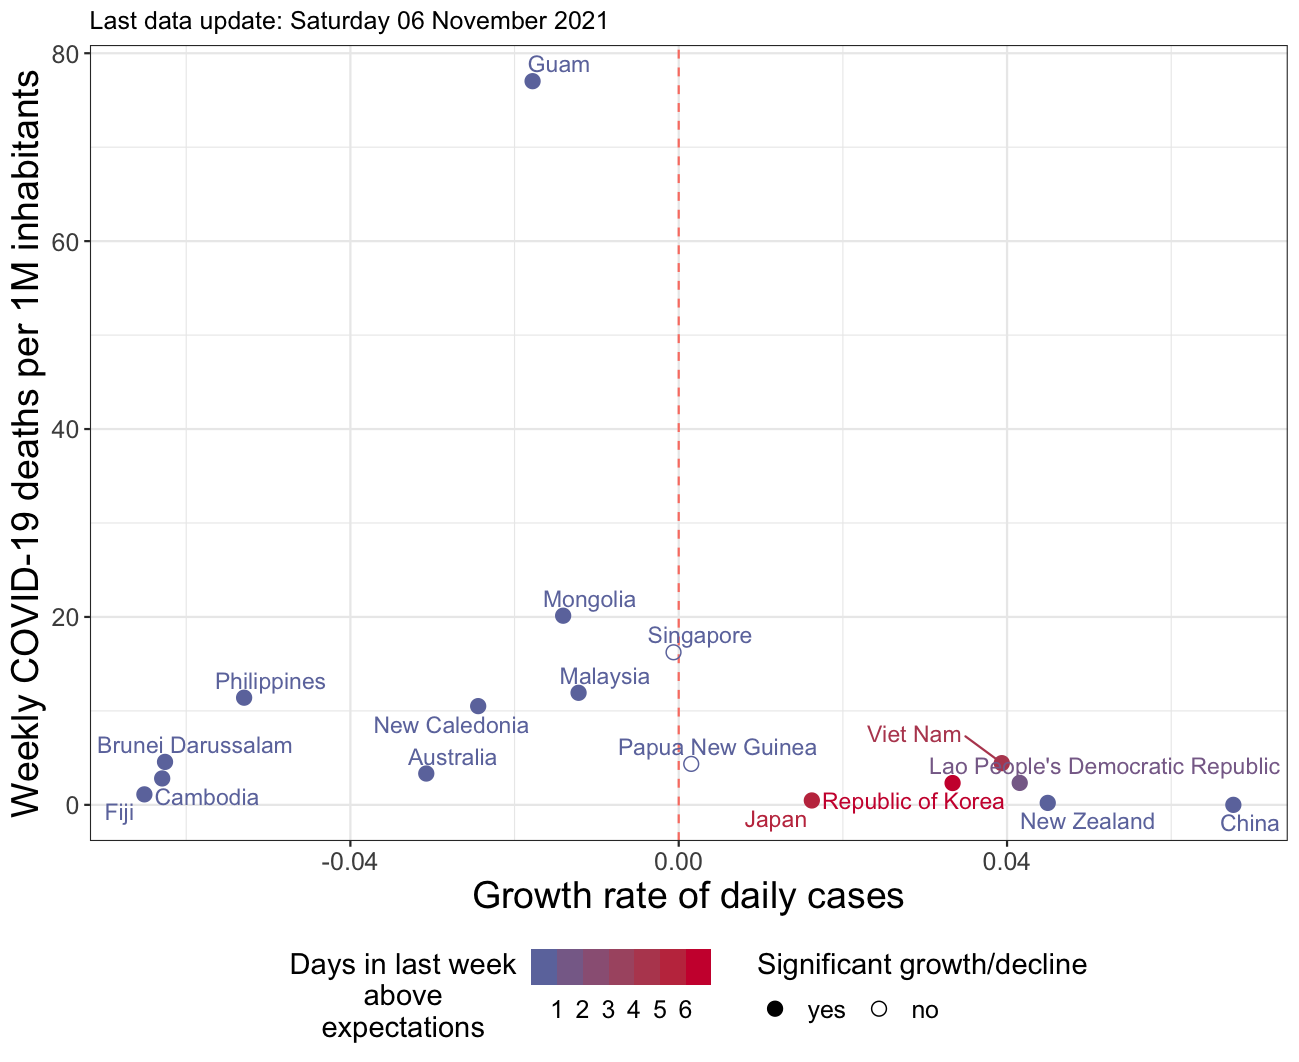 Last data update: Saturday 06 November 2021
Weekly COVID-19 deaths per 1M inhabitants
80
60
40
20
0
Guam
Mongolia
Singapore
Malaysia
Philippines
New Caledonia
Viet Nam
Brunei Darussalam
Papua New Guinea
Australia
Lao People's Democratic Republic
Cambodia
Republic of Korea
Fiji
Japan
New Zealand
China
-0.04
0.00
0.04
Growth rate of daily cases
Days in last week
above
expectations
1 2 3 4 5 6
Significant growth/decline
yes no